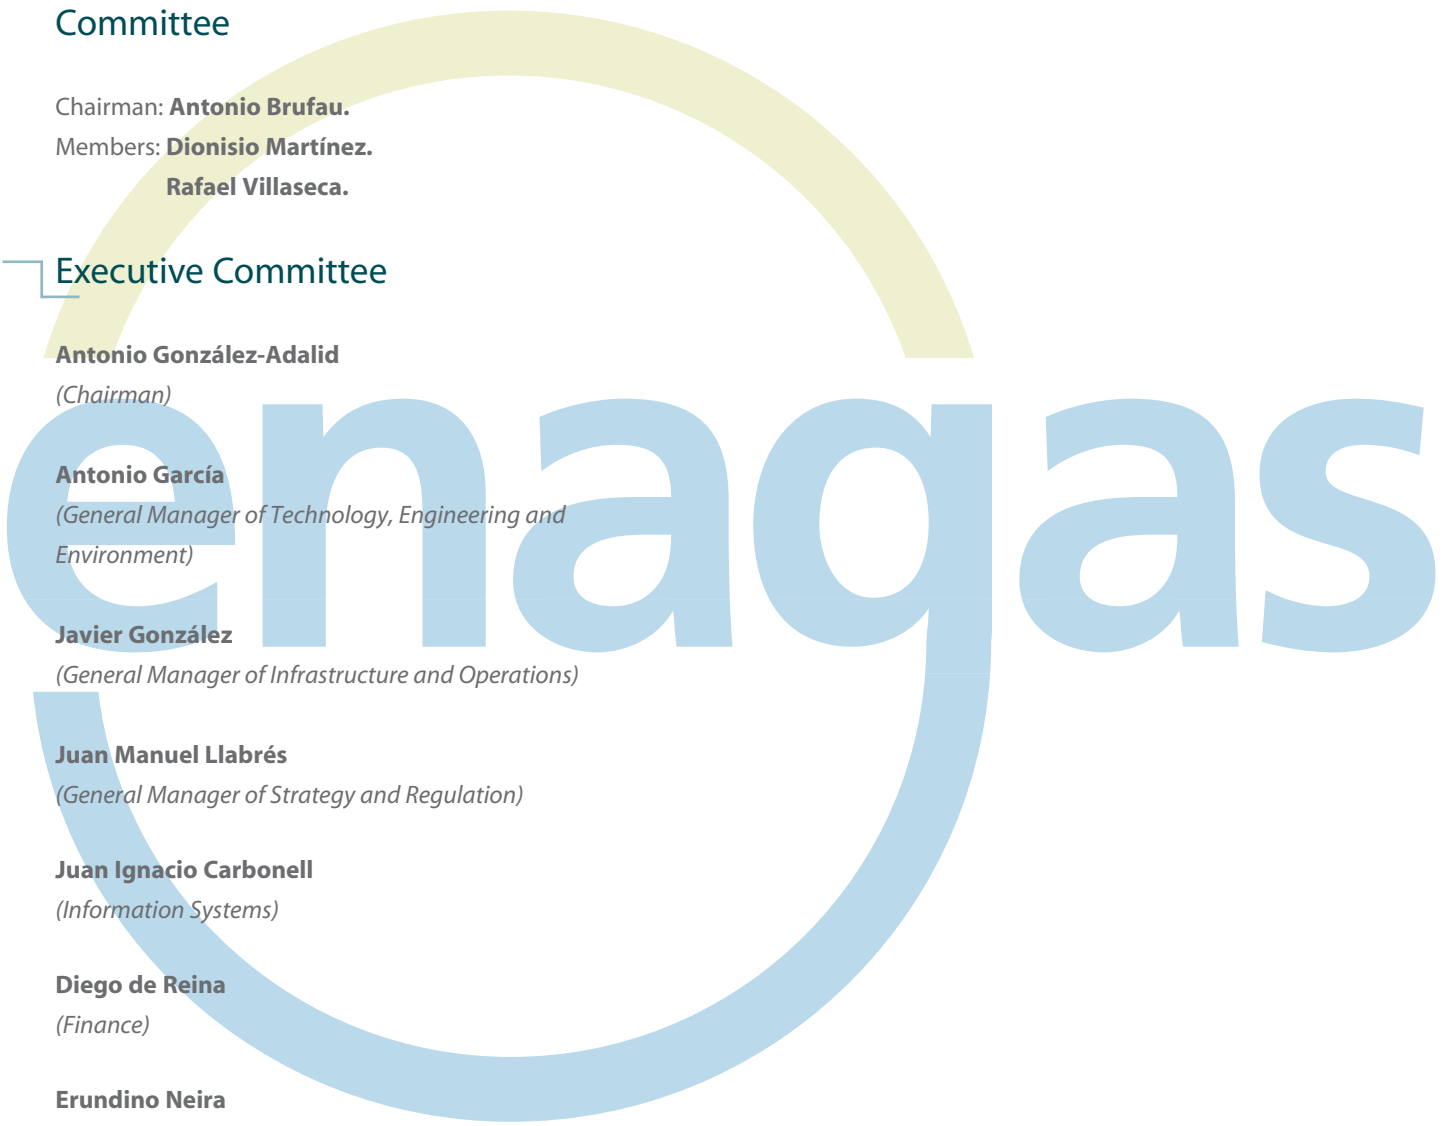 Committee
Chairman: Antonio Brufau.
Members: Dionisio Martínez.
Rafael Villaseca.
Executive Committee
Antonio González-Adalid
(Chairman)
Antonio García
(General Manager of Technology, Engineering and
Environment)
Javier González
(General Manager of Infrastructure and Operations)
Juan Manuel Llabrés
(General Manager of Strategy and Regulation)
Juan Ignacio Carbonell
(Information Systems)
Diego de Reina
(Finance)
Erundino Neira
enagas